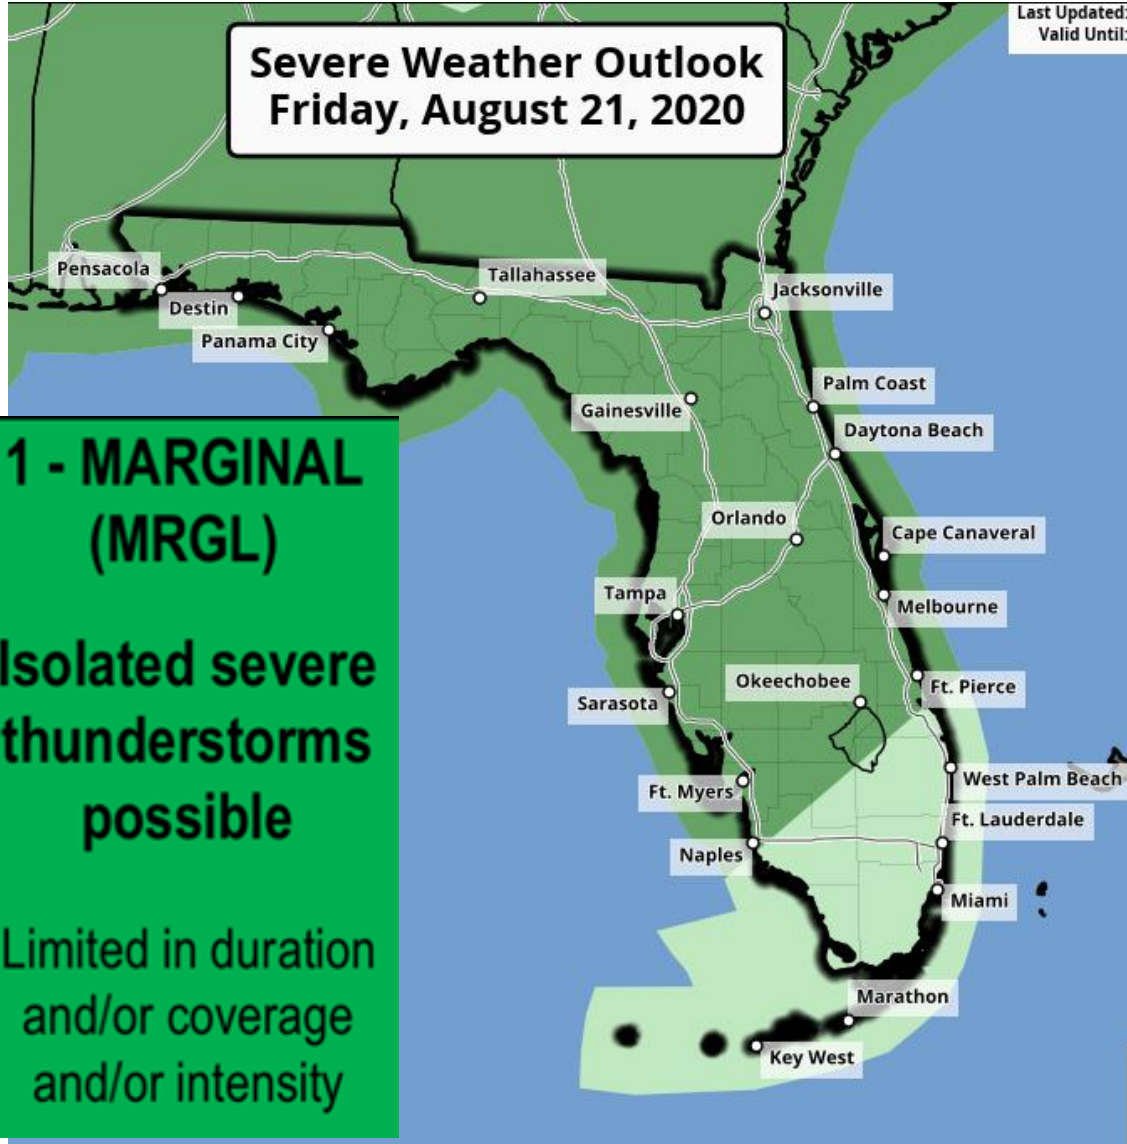 Last Updated:
Valid Until:
Severe Weather Outlook
Friday, August 21, 2020
Pensacola
Tallahassee
Destin
Jacksonville
Panama City
Palm Coast
Gainesville
Daytona Beach
Orlando
Cape Canaveral
Tampa
Melbourne
Okeechobee
Ft. Pierce
Sarasota
West Palm Beach
Ft. Myers
Ft. Lauderdale
Naples
Miami
Marathon
Key West
1 - MARGINAL
(MRGL)
Isolated severe
thunderstorms
possible
Limited in duration
and/or coverage
and/or intensity